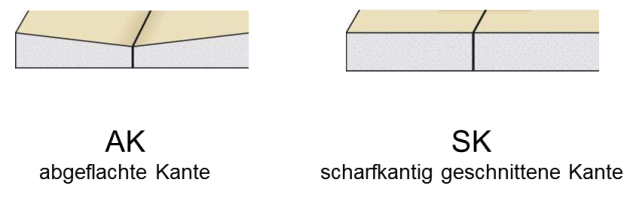 AK
abgeflachte Kante
SK
scharfkantig geschnittene Kante